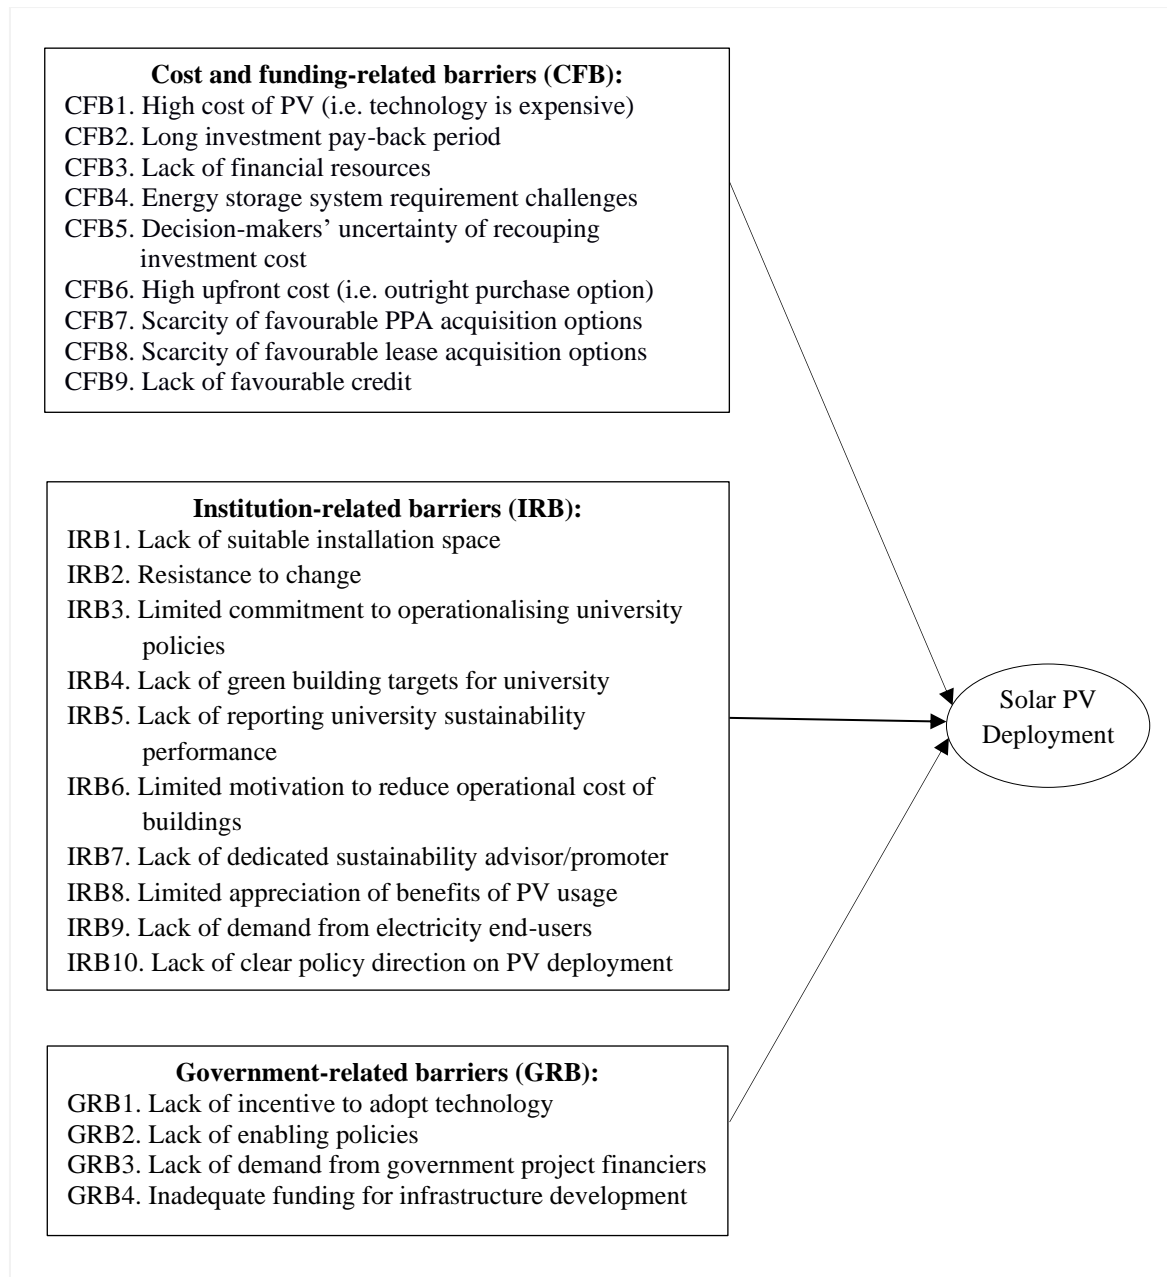 Cost and funding-related barriers (CFB):
CFB1. High cost of PV (i.e. technology is expensive)
CFB2. Long investment pay-back period
CFB3. Lack of financial resources
CFB4. Energy storage system requirement challenges
CFB5. Decision-makers’ uncertainty of recouping
investment cost
CFB6. High upfront cost (i.e. outright purchase option)
CFB7. Scarcity of favourable PPA acquisition options
CFB8. Scarcity of favourable lease acquisition options
CFB9. Lack of favourable credit
Institution-related barriers (IRB):
IRB1. Lack of suitable installation space
IRB2. Resistance to change
IRB3. Limited commitment to operationalising university
policies
IRB4. Lack of green building targets for university
IRB5. Lack of reporting university sustainability
performance
IRB6. Limited motivation to reduce operational cost of
buildings
IRB7. Lack of dedicated sustainability advisor/promoter
IRB8. Limited appreciation of benefits of PV usage
IRB9. Lack of demand from electricity end-users
IRB10. Lack of clear policy direction on PV deployment
Government-related barriers (GRB):
GRB1. Lack of incentive to adopt technology
GRB2. Lack of enabling policies
GRB3. Lack of demand from government project financiers
GRB4. Inadequate funding for infrastructure development
Solar PV
Deployment